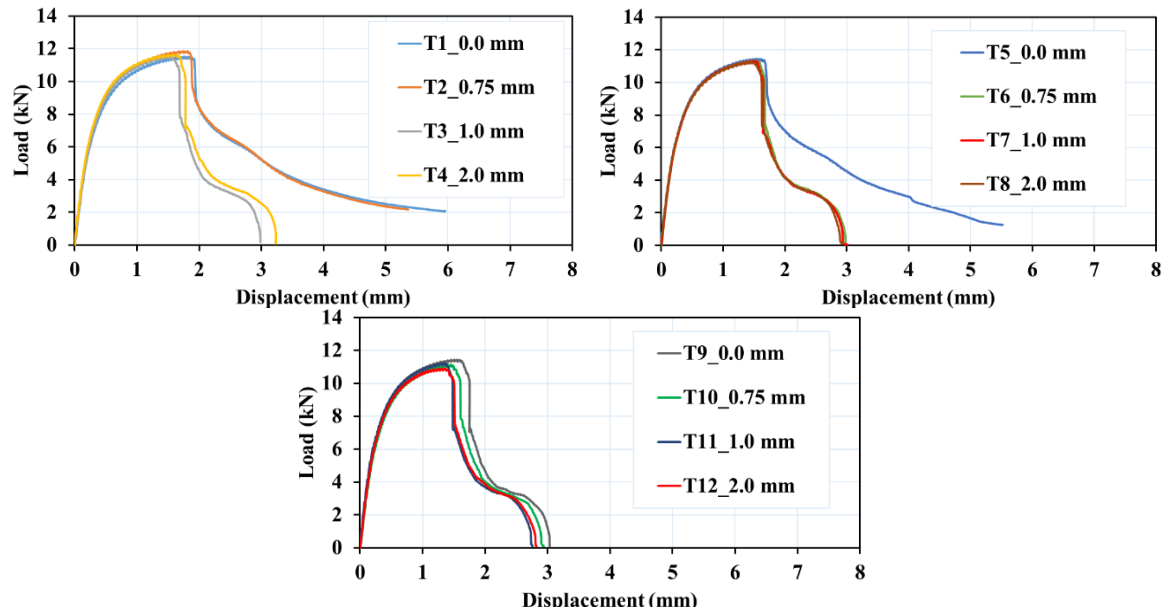 14
12
10
8
6
4
2
0
Load (kN)
T1_0.0 mm
T2_0.75 mm
T3_1.0 mm
T4_2.0 mm
0 1 2 3 4 5 6 7 8
Displacement (mm)
14
12
10
8
6
4
2
0
Load (kN)
T5_0.0 mm
T6_0.75 mm
T7_1.0 mm
T8_2.0 mm
0 1 2 3 4 5 6 7 8
Displacement (mm)
14
12
10
8
6
4
2
0
Load (kN)
T9_0.0 mm
T10_0.75 mm
T11_1.0 mm
T12_2.0 mm
0 1 2 3 4 5 6 7 8
Displacement (mm)